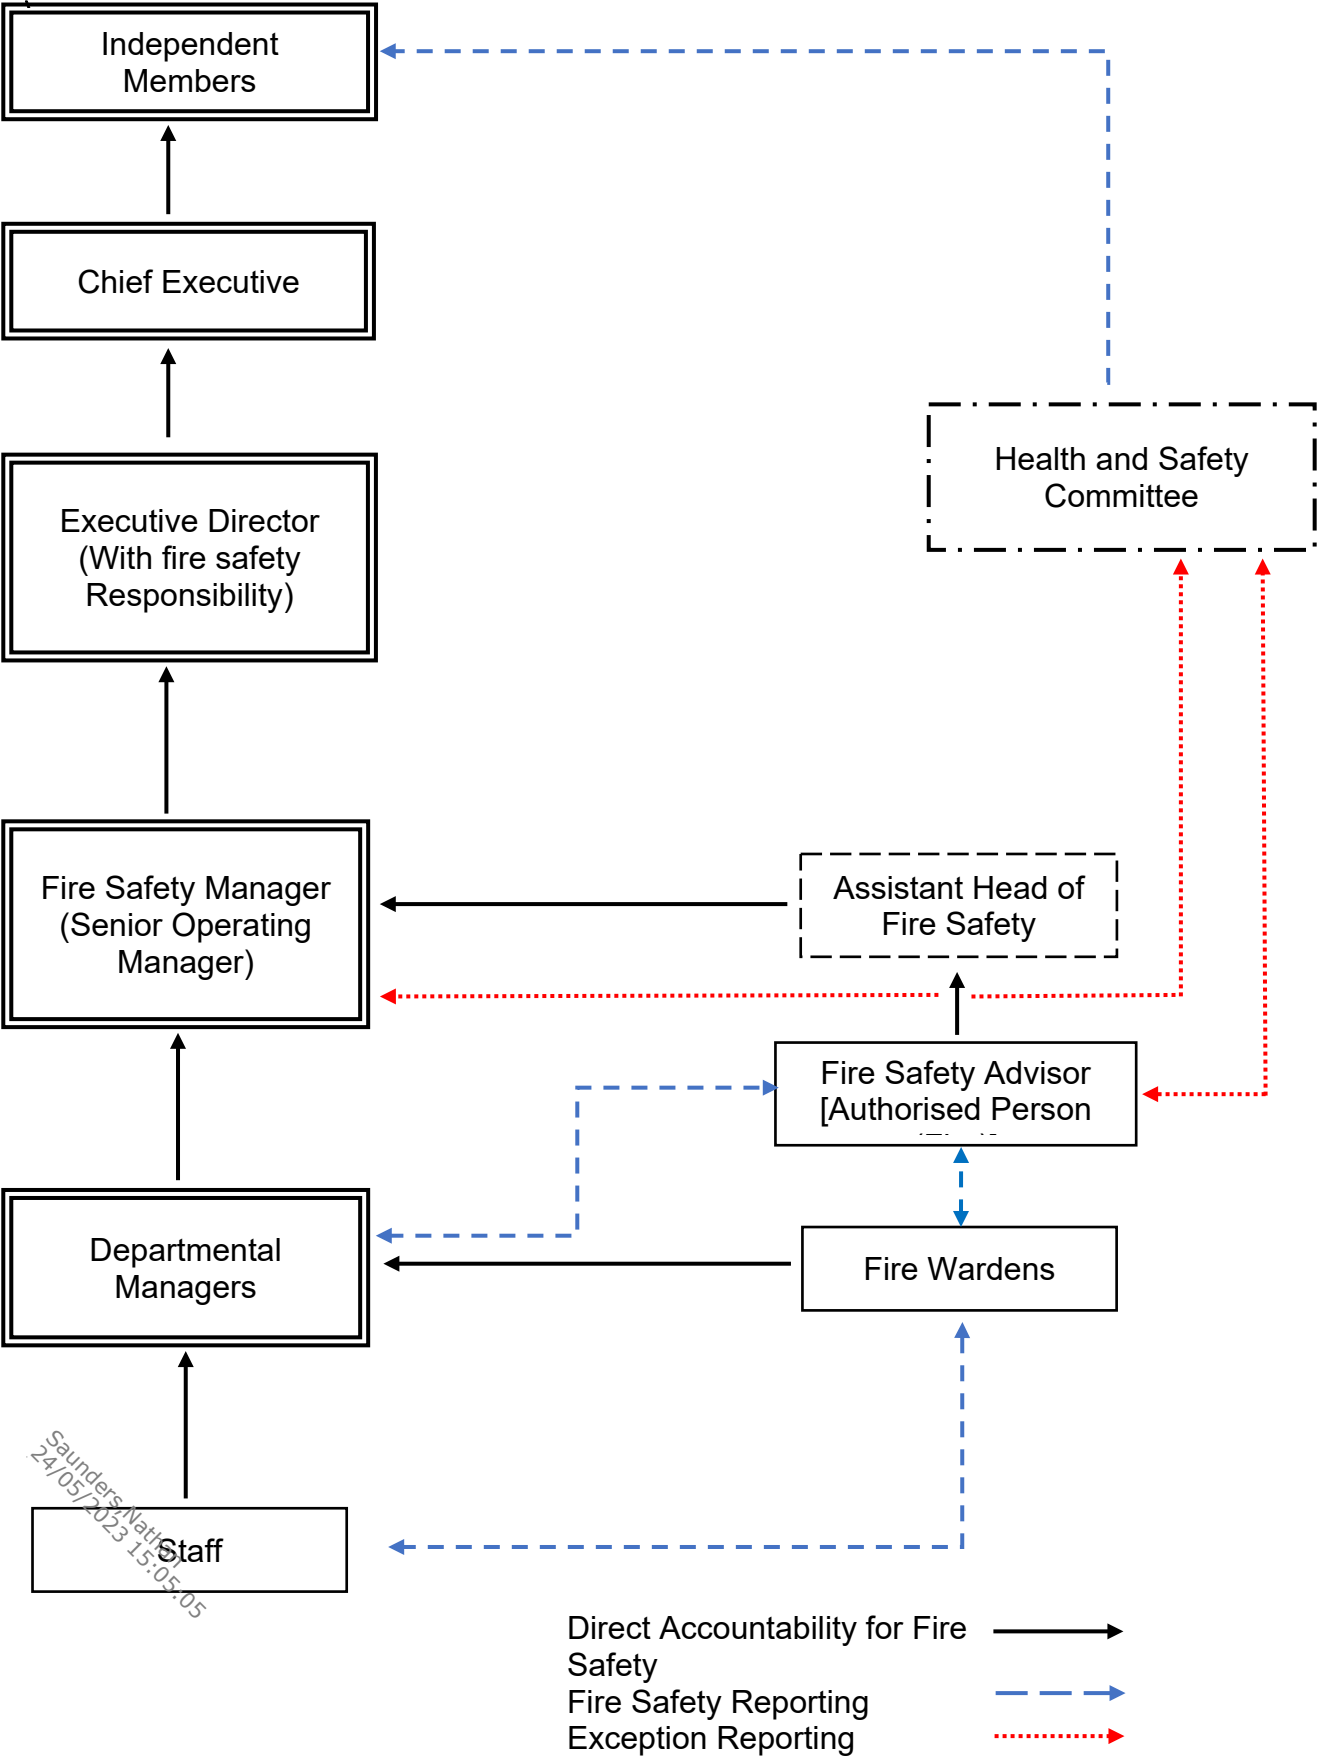 Independent
Members
Chief Executive
Executive Director
(With fire safety
Responsibility)
Health and Safety
Committee
Fire Safety Manager
(Senior Operating
Manager)
Assistant Head of
Fire Safety
Fire Safety Advisor
[Authorised Person
Departmental
Managers
Fire Wardens
Saunders,Nathan
24/05/2023 15:05:05
Staff
Direct Accountability for Fire
Safety
Fire Safety Reporting
Exception Reporting